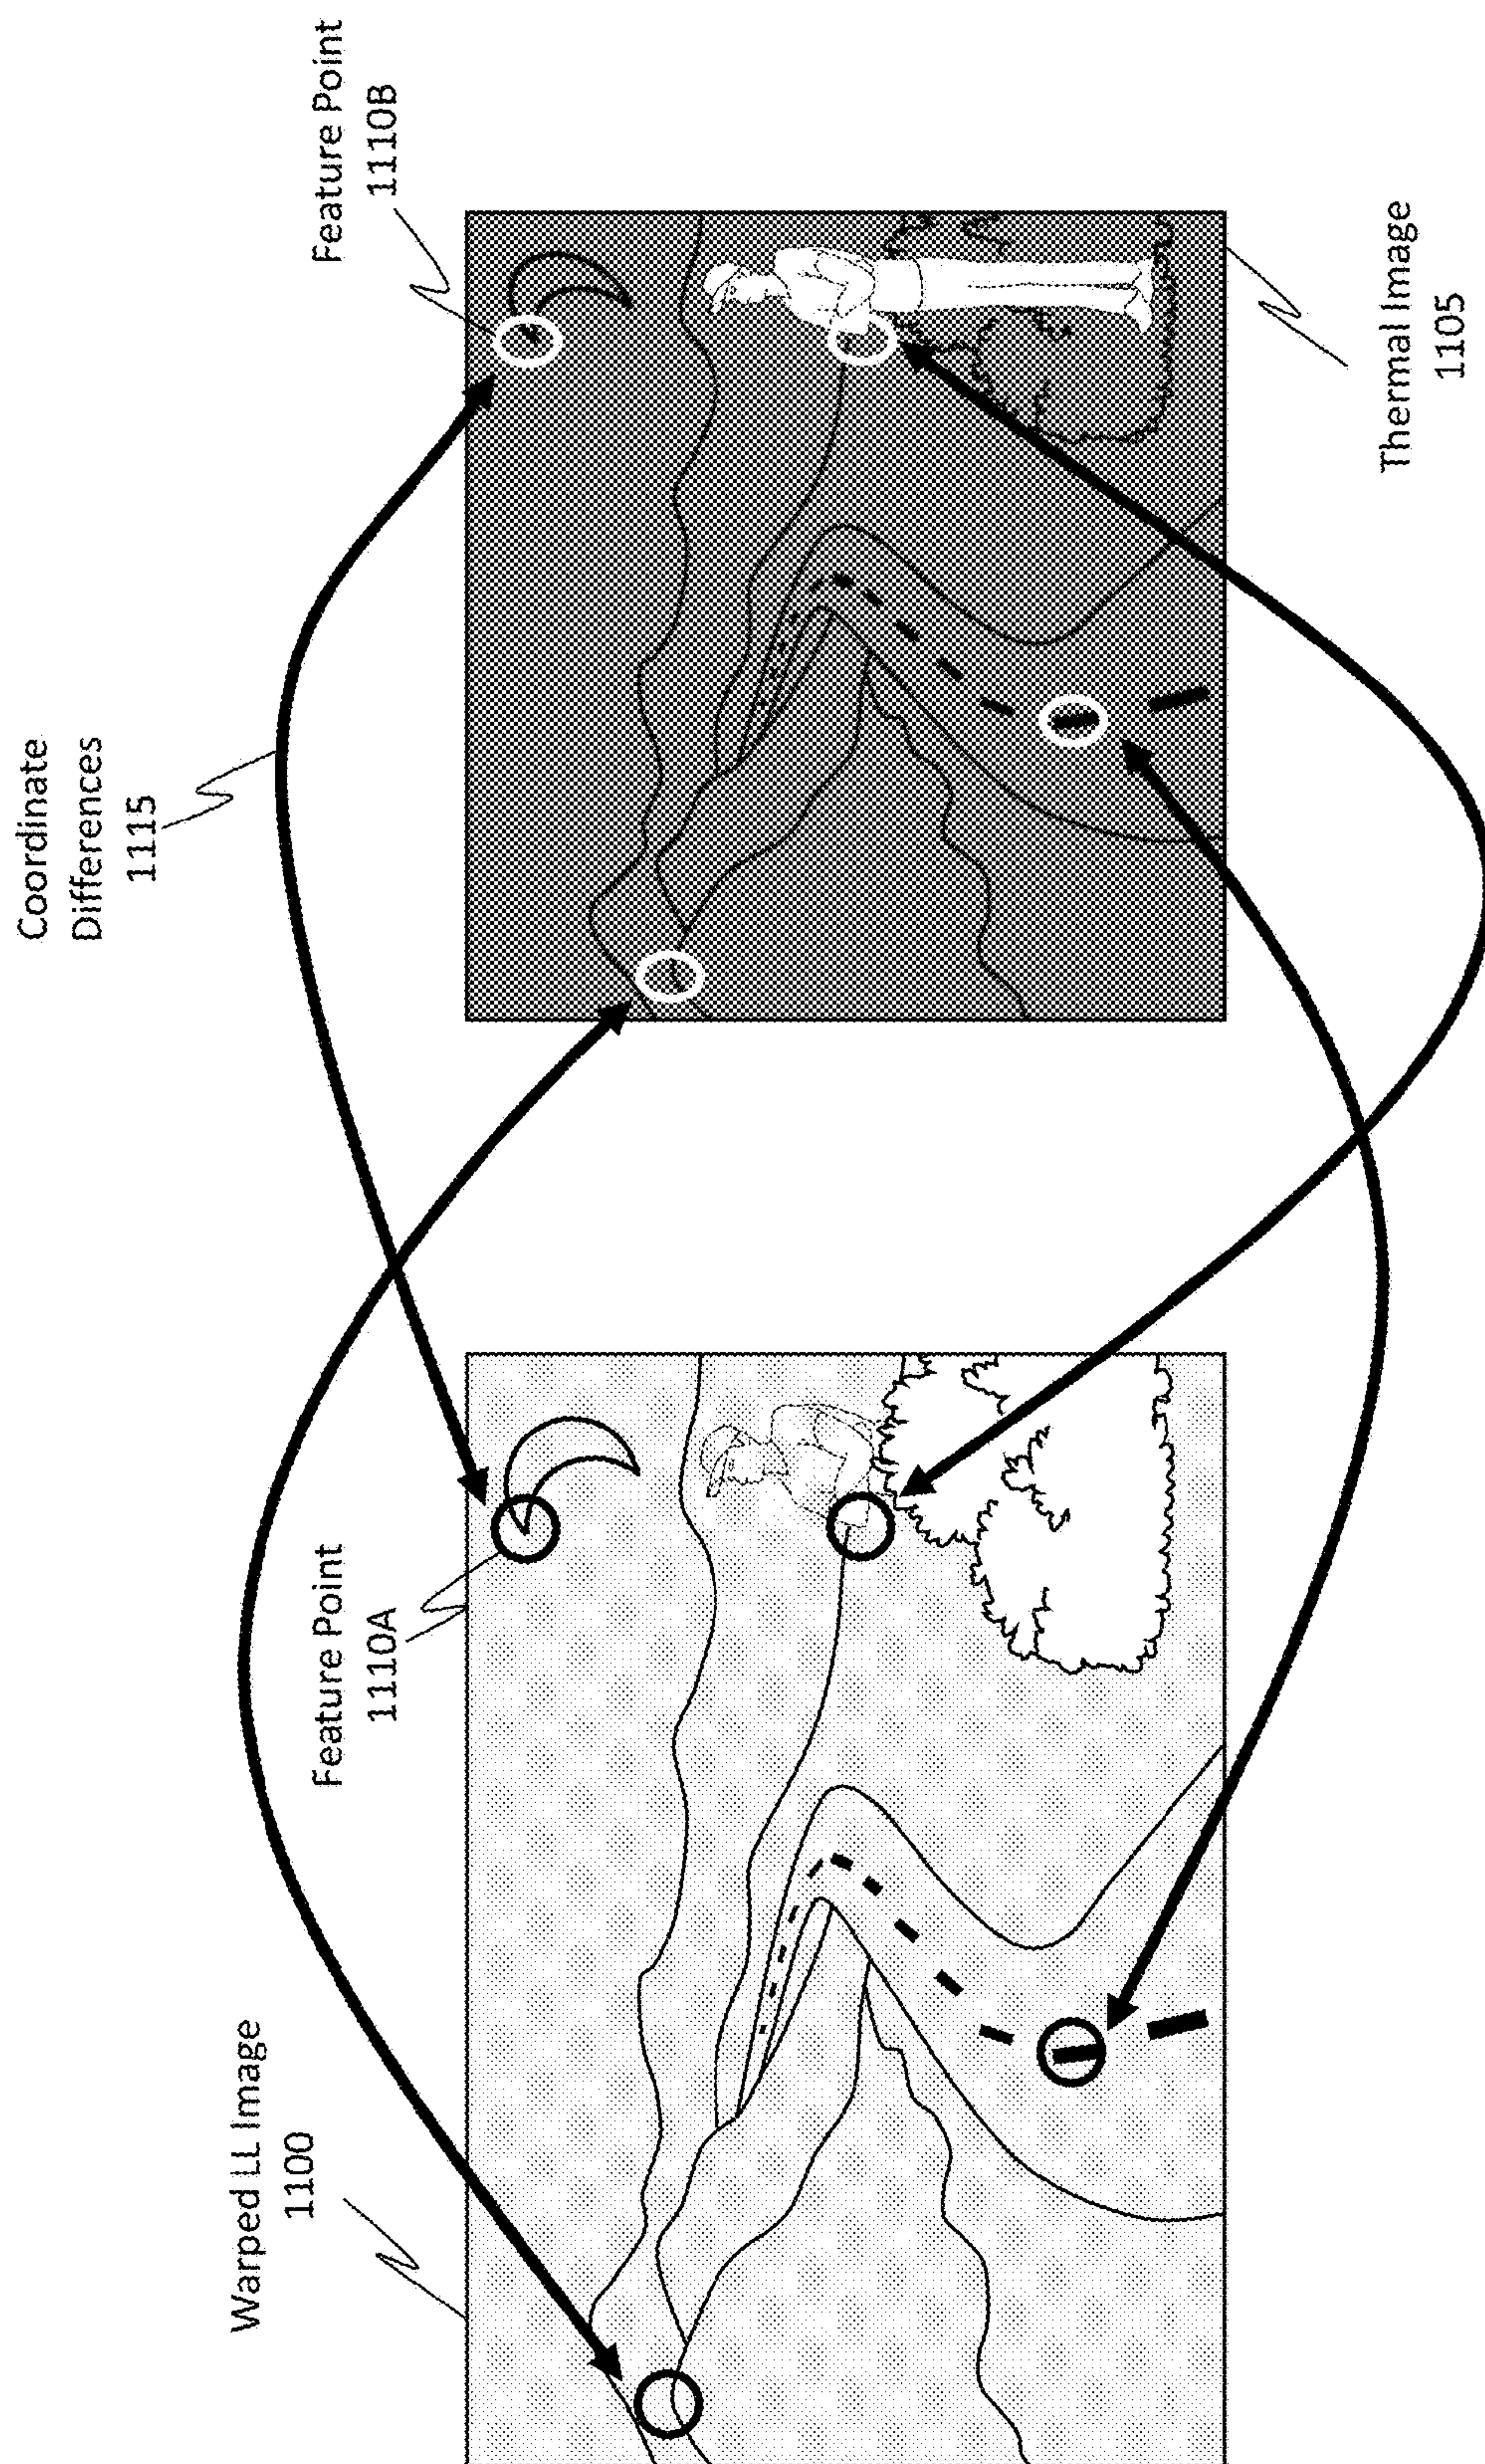 Warped LL Image
1100
Feature Point
1110A
Coordinate
Differences
1115
Feature Point
1110B
Thermal Image
1105